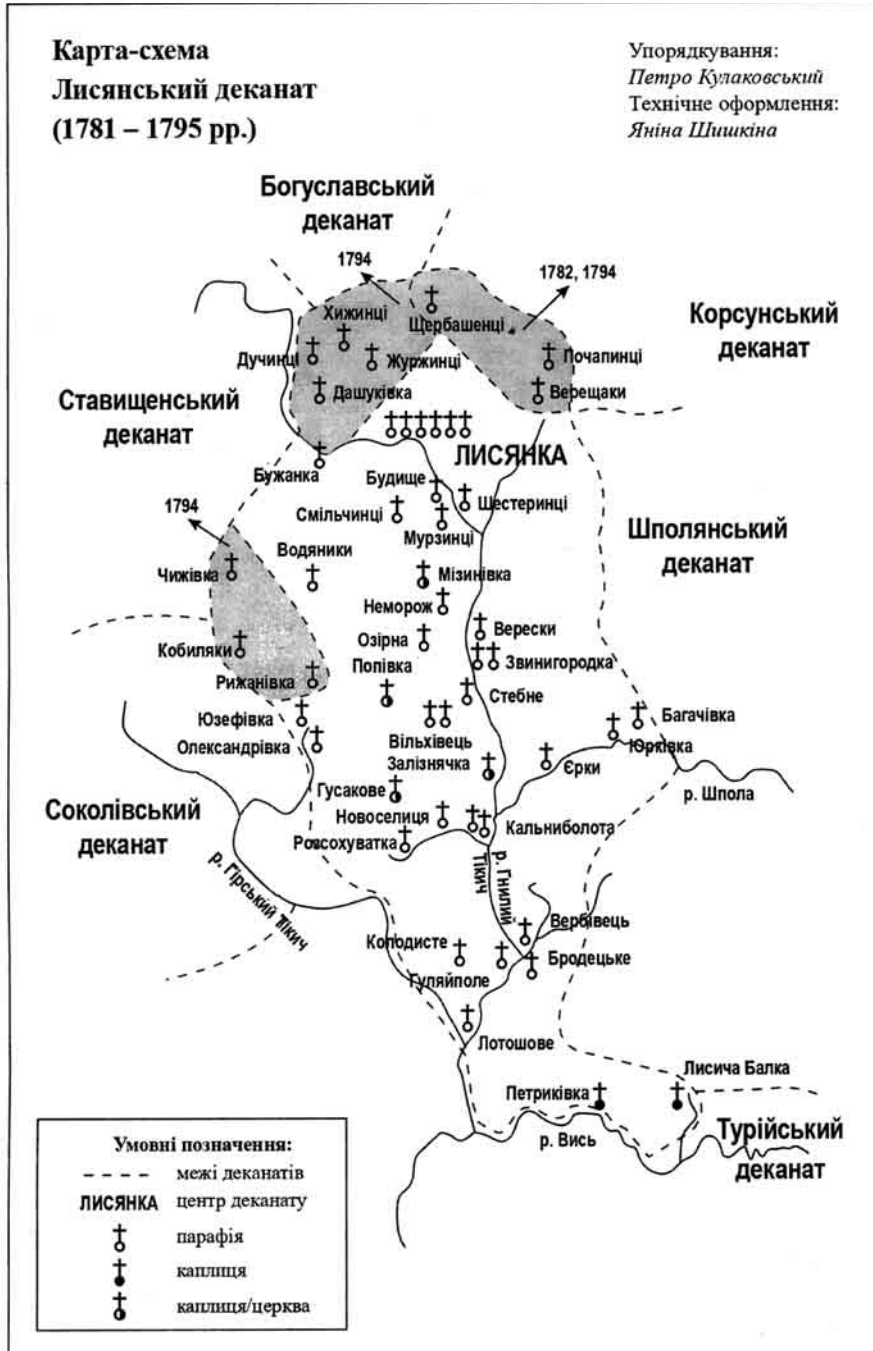 Карта-схема
Лисянський деканат
(1781 – 1795 рр.)
Упорядкування:
Петро Кулаковський
Технічне оформлення:
Яніна Шишкіна
Богуславський
деканат
1794
1782, 1794
Хижинці
Щербашенці
Корсунський
деканат
Дучинці
Журжинці
Почапинці
Дашуківка
Верещаки
Ставищенський
деканат
ЛИСЯНКА
Бужанка
Будище
Шестеринці
Смільчинці
Мурзинці
Шполянський
деканат
1794
Водяники
Чижівка
Мізинівка
Неморож
Верески
Озірна
Кобиляки
Звинигородка
Попівка
Рижанівка
Стебне
Юзефівка
Багачівка
Вільхівець
Юрківка
Олександрівка
Залізнячка
Єрки
р. Шпола
Гусакове
Соколівський
деканат
Новоселиця
Кальниболота
Розсохуватка
р. Гнилий
Тікич
р. Гірський Тікич
Вербівець
Колодисте
Бродецьке
Гуляйполе
Лотошове
Лисича Балка
Петриківка
р. Вись
Турійський
деканат
Умовні позначення:
межі деканатів
ЛИСЯНКА центр деканату
парафія
каплиця
каплиця/церква